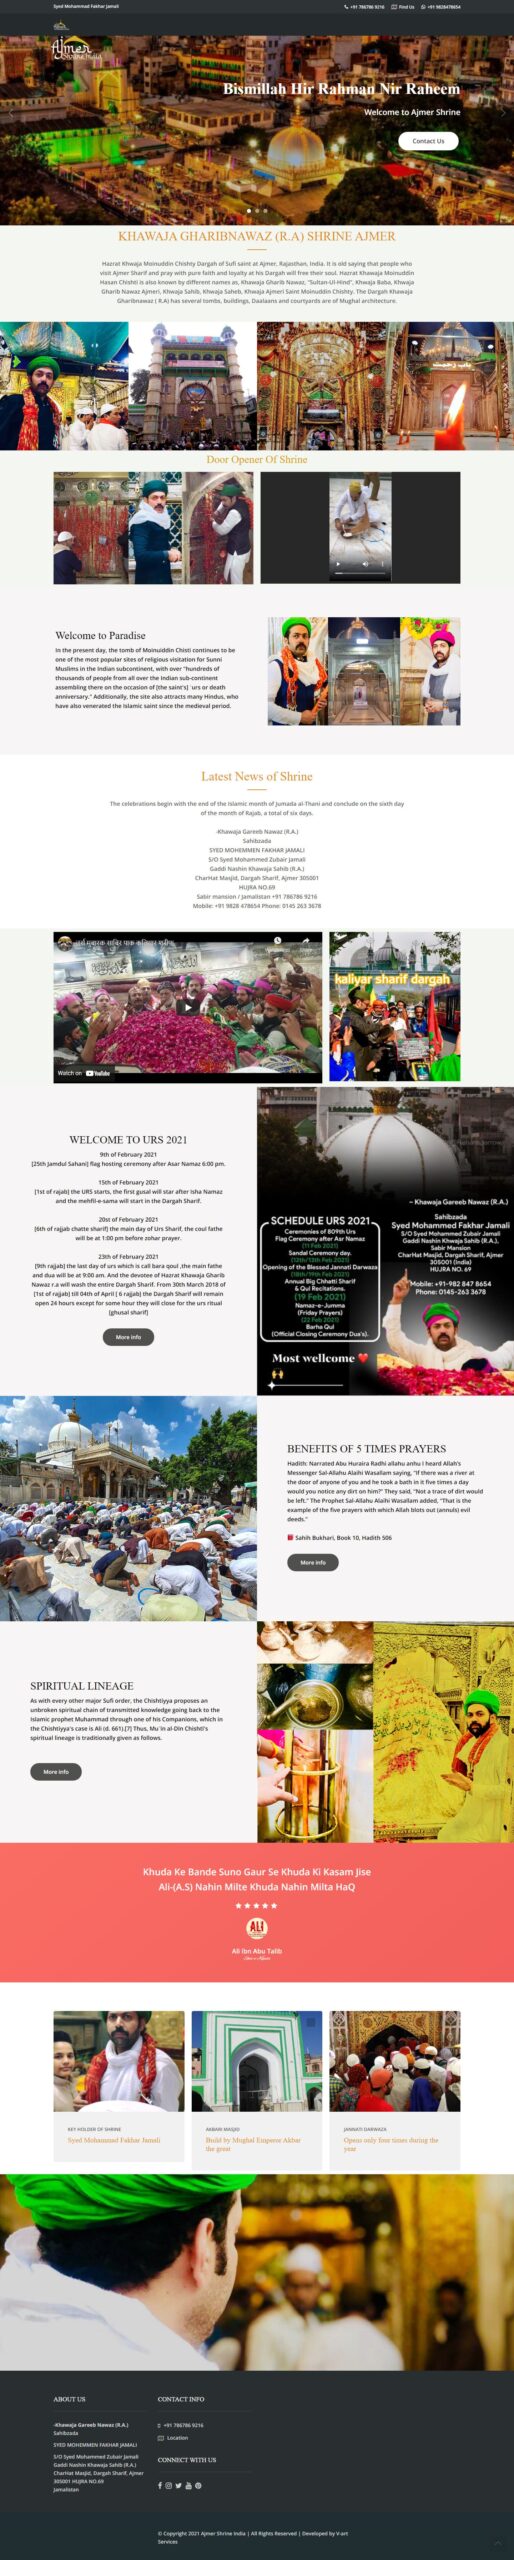 Syed Mohammad Fakhar Jamali
+91 786786 9216
Find Us
+91 9828478654
Ajmer
Bismillah Hir Rahman Nir Raheem
Welcome to Ajmer Shrine
Contact Us
KHAWAJA GHARIBNAWAZ (R.A) SHRINE AJMER
Hazrat Khwaja Moinuddin Chishty Dargah of Sufi saint at Ajmer, Rajasthan, India. It is old saying that people who
visit Ajmer Sharif and pray with pure faith and loyalty at his Dargah will free their soul. Hazrat Khawaja Moinuddin
Hasan Chishti is also known by different names as, Khwaja Gharib Nawaz, "Sultan-Ul-Hind", Khwaja Baba, Khwaja
Gharib Nawaz Ajmeri, Khwaja Sahib, Khwaja Saheb, Khwaja Ajmeri Saint Moinuddin Chishty. The Dargah Khawaja
Gharibnawaz ( R.A) has several tombs, buildings, Daalaans and courtyards are of Mughal architecture.
Door Opener Of Shrine
Welcome to Paradise
In the present day, the tomb of Moinuddin Chisti continues to be
one of the most popular sites of religious visitation for Sunni
Muslims in the Indian subcontinent, with over "hundreds of
thousands of people from all over the Indian sub-continent
assembling there on the occasion of [the saint's] `urs or death
anniversary." Additionally, the site also attracts many Hindus, who
have also venerated the Islamic saint since the medieval period.
Latest News of Shrine
The celebrations begin with the end of the Islamic month of Jumada al-Thani and conclude on the sixth day
of the month of Rajab, a total of six days.
-Khawaja Gareeb Nawaz (R.A.)
Sahibzada
SYED MOHEMMEN FAKHAR JAMALI
S/O Syed Mohammed Zubair Jamali
Gaddi Nashin Khawaja Sahib (R.A.)
CharHat Masjid, Dargah Sharif, Ajmer 305001
HUJRA NO.69
Sabir mansion / Jamalistan +91 786786 9216
Mobile: +91 9828 478654 Phone: 0145 263 3678
उर्स मुबारक साबिर पाक कलियर शरीफ
Watch on YouTube
kaliyar sharif dargah
WELCOME TO URS 2021
9th of February 2021
[25th Jamdul Sahani] flag hosting ceremony after Asar Namaz 6:00 pm.
15th of February 2021
[1st of rajab] the URS starts, the first gusal will star after Isha Namaz
and the mehfil-e-sama will start in the Dargah Sharif.
20st of February 2021
[6th of rajjab chatte sharif] the main day of Urs Sharif, the coul fathe
will be at 1:00 pm before zohar prayer.
23th of February 2021
[9th rajjab] the last day of urs which is call bara qoul ,the main fathe
and dua will be at 9:00 am. And the devotee of Hazrat Khawaja Gharib
Nawaz r.a will clean the entire Dargah Sharif. From 30th March 2018 of
[1st of rajjab] till 04th of April [ 6 rajjab] the Dargah Sharif will remain
open 24 hours except for some hour they will close for the urs ritual
(ghusal sharif]
More info
~ Khawaja Gareeb Nawaz (R.A.)
Sahibzada
Syed Mohammed Fakhar Jamali
S/O Syed Mohammed Zubair Jamali
Gaddi Nashin Khwaja Sahib (R.A.),
Sabir Mansion
CharHat Masjid, Dargah Sharif, Ajmer
305001 (India)
HUJRA NO. 69
Mobile: +91-982 847 8654
Phone: 0145-263 3678
SCHEDULE URS 2021
Ceremonies of 809th Urs
Flag Ceremony after Asr Namaz
(11 Feb 2021)
Sandal Ceremony day.
(12th/13th Feb 2021)
Opening of the Blessed Jannati Darwaza
(18th/19th Feb 2021)
Annual Big Chhatti Sharif
& Qul Recitations.
(19 Feb 2021)
Namaz-e-Jumma
(Friday Prayers)
(22 Feb 2021)
Barha Qul
(Official Closing Ceremony Dua's).
Most wellcome ❤️
🙌
BENEFITS OF 5 TIMES PRAYERS
Hadith: Narrated Abu Huraira Radhi allahu anhu I heard Allah's
Messenger Sal-Allahu Alaihi Wasallam saying, "If there was a river at
the door of anyone of you and he took a bath in it five times a day
would you notice any dirt on him?" They said, "Not a trace of dirt would
be left." The Prophet Sal-Allahu Alaihi Wasallam added, "That is the
example of the five prayers with which Allah blots out (annuls) evil
deeds."
Sahih Bukhari, Book 10, Hadith 506
More info
SPIRITUAL LINEAGE
As with every other major Sufi order, the Chishtiyya proposes an
unbroken spiritual chain of transmitted knowledge going back to the
Islamic prophet Muhammad through one of his Companions, which in
the Chishtiyya's case is Ali (d. 661).[7] Thus, Mu`in al-Din Chishti's
spiritual lineage is traditionally given as follows.
More info
Khuda Ke Bande Suno Gaur Se Khuda Ki Kasam Jise
Ali-(A.S) Nahin Milte Khuda Nahin Milta HaQ
★★★★★
ALI
Ali Ibn Abu Talib
KEY HOLDER OF SHRINE
Syed Mohammad Fakhar Jamali
AKBARI MASJID
Build by Mughal Emperor Akbar
the great
JANNATI DARWAZA
Opens only four times during the
year
ABOUT US
-Khawaja Gareeb Nawaz (R.A.)
Sahibzada
SYED MOHEMMEN FAKHAR JAMALI
S/O Syed Mohammed Zubair Jamali
Gaddi Nashin Khawaja Sahib (R.A.)
CharHat Masjid, Dargah Sharif, Ajmer
305001 HUJRA NO.69
Jamalistan
CONTACT INFO
+91 786786 9216
Location
CONNECT WITH US
© Copyright 2021 Ajmer Shrine India | All Rights Reserved | Developed by V-art
Services